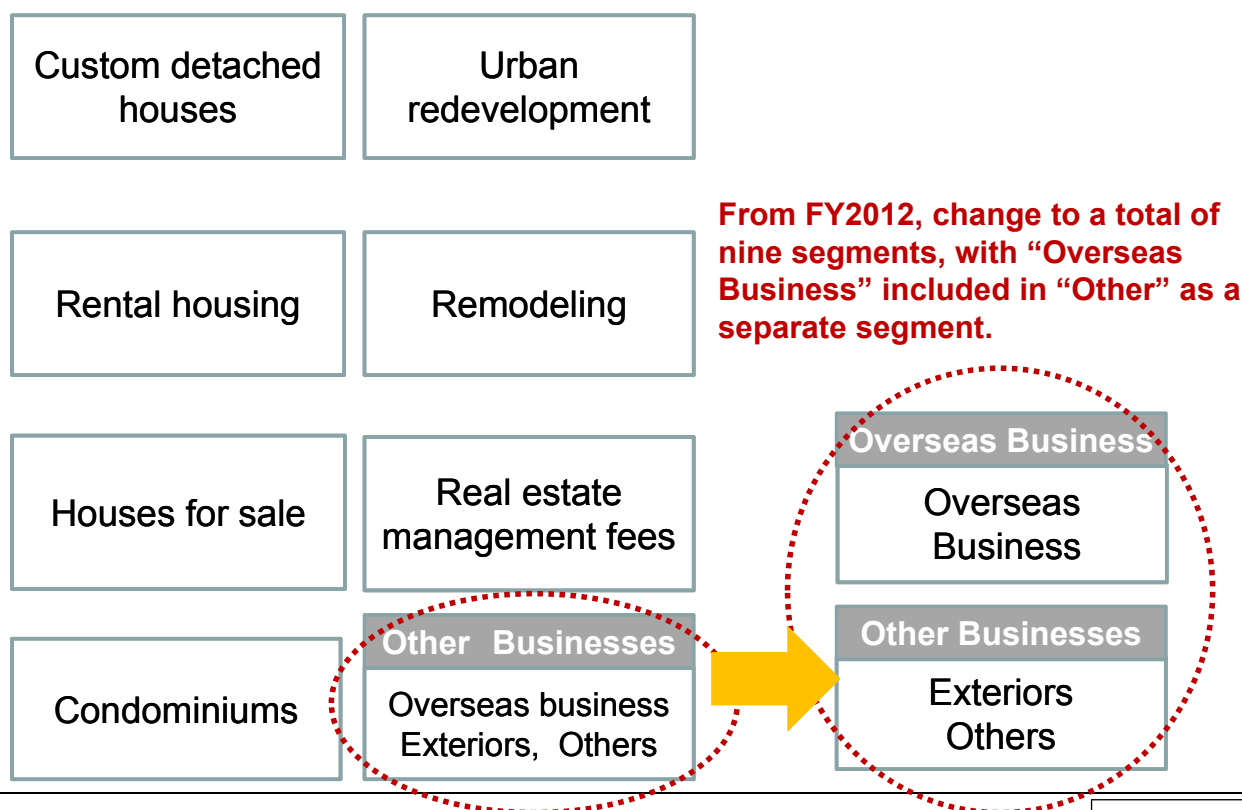 Custom detached
houses
Urban
redevelopment
Rental housing
Remodeling
From FY2012, change to a total of
nine segments, with “Overseas
Business” included in “Other” as a
separate segment.
Houses for sale
Real estate
management fees
Overseas Business
Overseas
Business
Condominiums
Other Businesses
Overseas business
Exteriors, Others
Other Businesses
Exteriors
Others